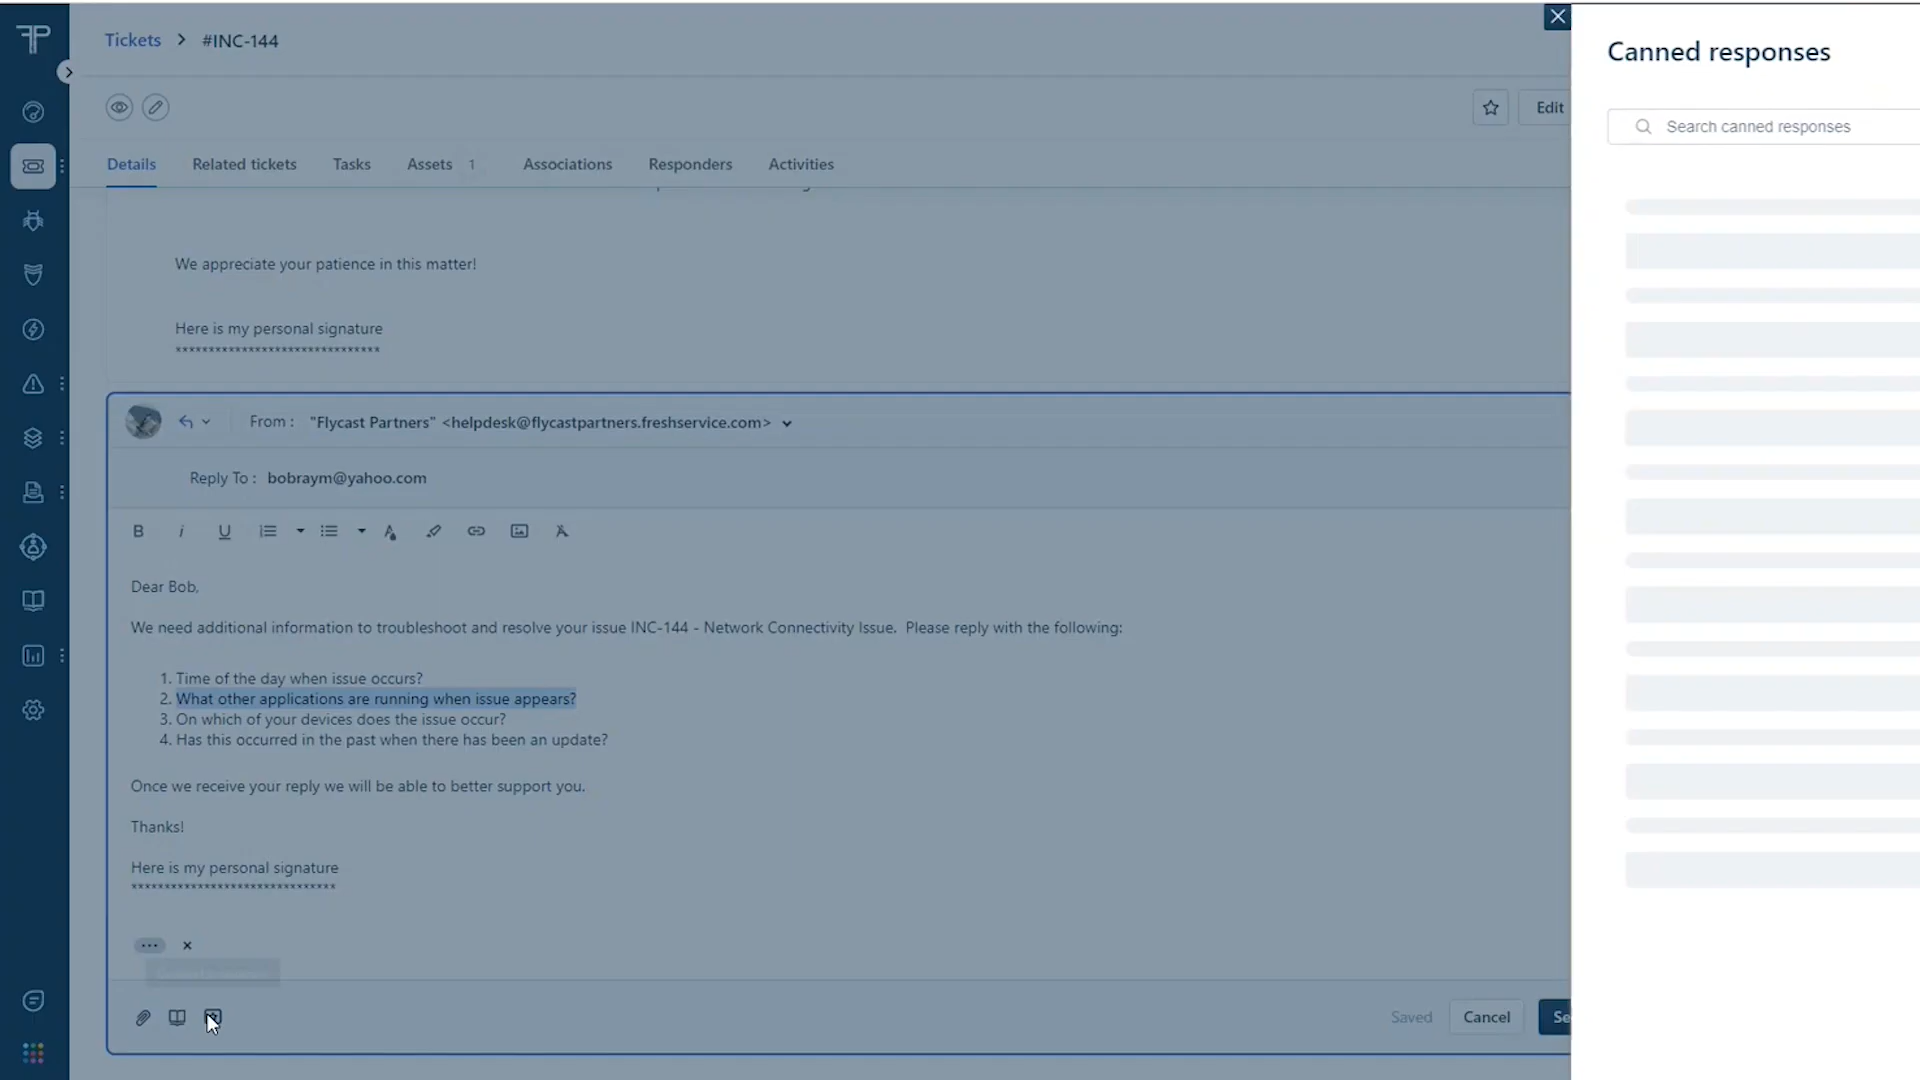 Tickets > #INC-144
Edit
Details Related tickets Tasks Assets 1 Associations Responders Activities
We appreciate your patience in this matter!
Here is my personal signature
*******************************
From : "Flycast Partners" <helpdesk@flycastpartners.freshservice.com>
Reply To : bobraym@yahoo.com
B i U
Dear Bob,
We need additional information to troubleshoot and resolve your issue INC-144 - Network Connectivity Issue. Please reply with the following:
1. Time of the day when issue occurs?
2. What other applications are running when issue appears?
3. On which of your devices does the issue occur?
4. Has this occurred in the past when there has been an update?
Once we receive your reply we will be able to better support you.
Thanks!
Here is my personal signature
*******************************
Saved Cancel Se
Canned responses
Search canned responses